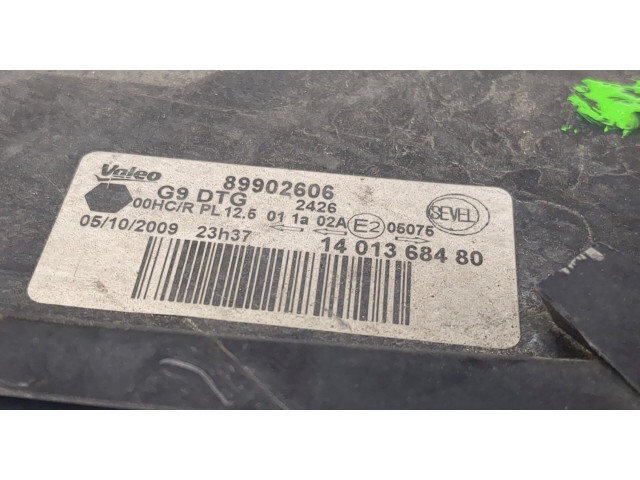 Valeo 89902606
G9 DTG 2426
00HC/R PL 12.5 01 1a 02A E2 05075 SEVEL
05/10/2009 23h37 14 013 684 80